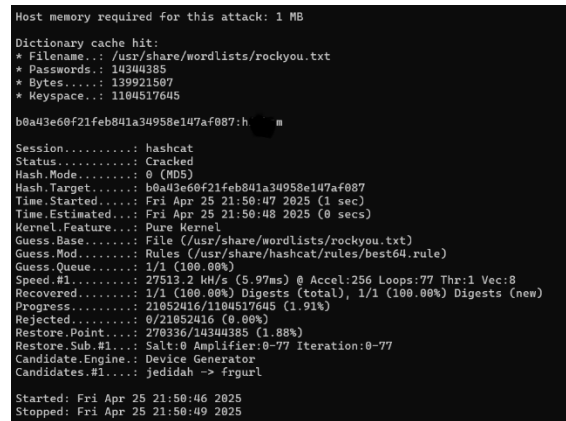 Host memory required for this attack: 1 MB
Dictionary cache hit:
* Filename..: /usr/share/wordlists/rockyou.txt
* Passwords.: 14344385
* Bytes.....: 139921507
* Keyspace..: 1104517645
b0a43e60f21feb841a34958e147af087:h m
Session..........: hashcat
Status...........: Cracked
Hash.Mode........: 0 (MD5)
Hash.Target......: b0a43e60f21feb841a34958e147af087
Time.Started.....: Fri Apr 25 21:50:47 2025 (1 sec)
Time.Estimated...: Fri Apr 25 21:50:48 2025 (0 secs)
Kernel.Feature...: Pure Kernel
Guess.Base.......: File (/usr/share/wordlists/rockyou.txt)
Guess.Mod........: Rules (/usr/share/hashcat/rules/best64.rule)
Guess.Queue......: 1/1 (100.00%)
Speed.#1.........: 27513.2 kH/s (5.97ms) @ Accel:256 Loops:77 Thr:1 Vec:8
Recovered........: 1/1 (100.00%) Digests (total), 1/1 (100.00%) Digests (new)
Progress.........: 21052416/1104517645 (1.91%)
Rejected.........: 0/21052416 (0.00%)
Restore.Point....: 270336/14344385 (1.88%)
Restore.Sub.#1...: Salt:0 Amplifier:0-77 Iteration:0-77
Candidate.Engine.: Device Generator
Candidates.#1....: jedidah -> frgurl
Started: Fri Apr 25 21:50:46 2025
Stopped: Fri Apr 25 21:50:49 2025